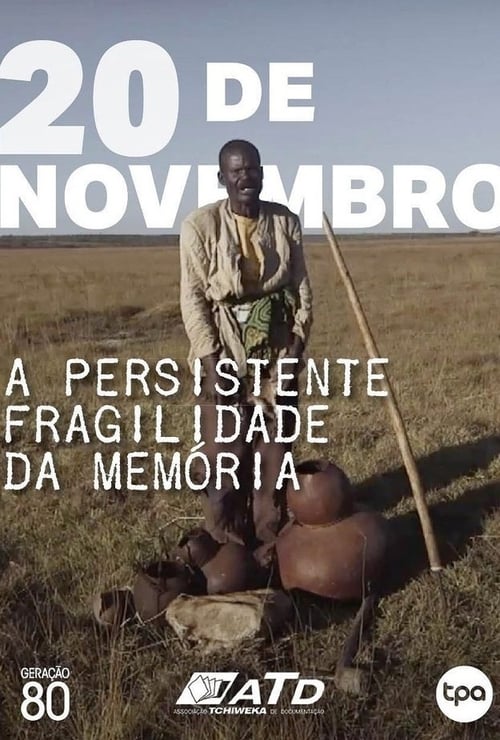 20 DE
NOVEMBRO
A PERSISTENTE
FRAGILIDADE
DA MEMÓRIA
GERAÇÃO
80
ATD
ASSOCIAÇÃO TCHIWEKA DE DOCUMENTAÇÃO
tpa